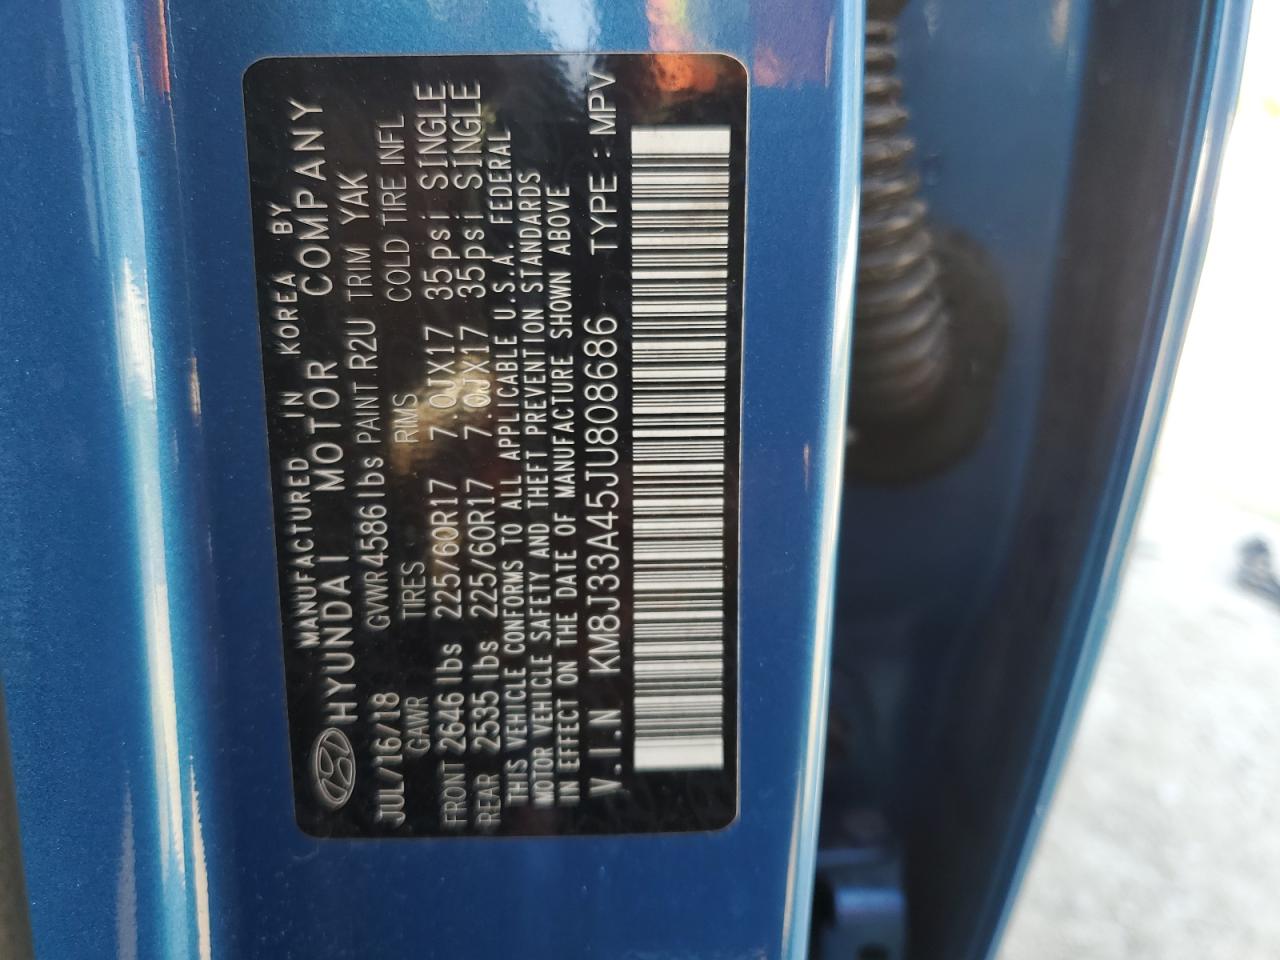 MANUFACTURED IN KOREA BY
HYUNDAI MOTOR COMPANY
JUL/16/18 GVWR 4586 lbs PAINT R2U TRIM YAK
GAWR TIRES RIMS COLD TIRE INFL
FRONT 2646 lbs 225/60R17 7.0JX17 35psi SINGLE
REAR 2535 lbs 225/60R17 7.0JX17 35psi SINGLE
THIS VEHICLE CONFORMS TO ALL APPLICABLE U.S.A. FEDERAL
MOTOR VEHICLE SAFETY AND THEFT PREVENTION STANDARDS
IN EFFECT ON THE DATE OF MANUFACTURE SHOWN ABOVE
V.I.N KM8J33A45JU808686 TYPE: MPV